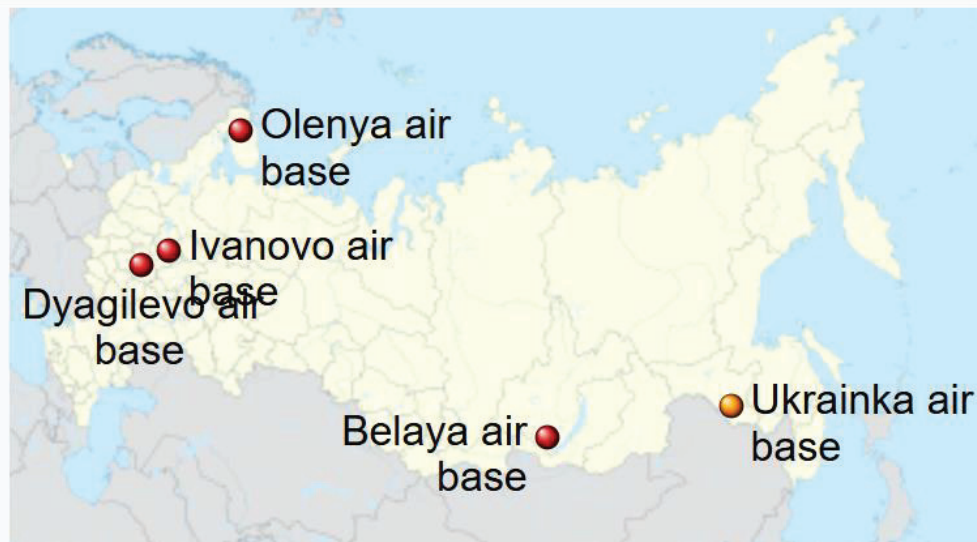 Olenya air
base
Ivanovo air
base
Dyagilevo air
base
Ukrainka air
base
Belaya air
base